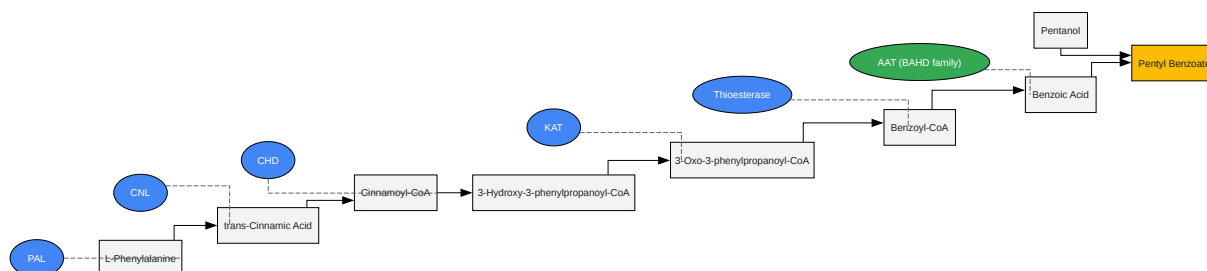 Pentanol
Pentyl Benzoate
AAT (BAHD family)
Benzoic Acid
Thioesterase
Benzoyl-CoA
KAT
3-Oxo-3-phenylpropanoyl-CoA
CHD
Cinnamoyl-CoA
3-Hydroxy-3-phenylpropanoyl-CoA
CNL
trans-Cinnamic Acid
PAL
L-Phenylalanine